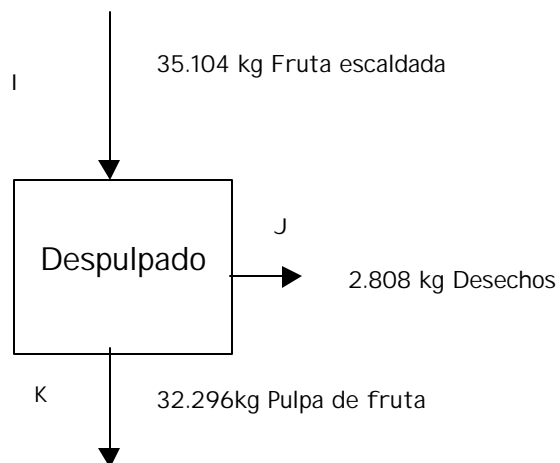 35.104 kg Fruta escaldada
I
J
Despulpado
2.808 kg Desechos
K
32.296kg Pulpa de fruta